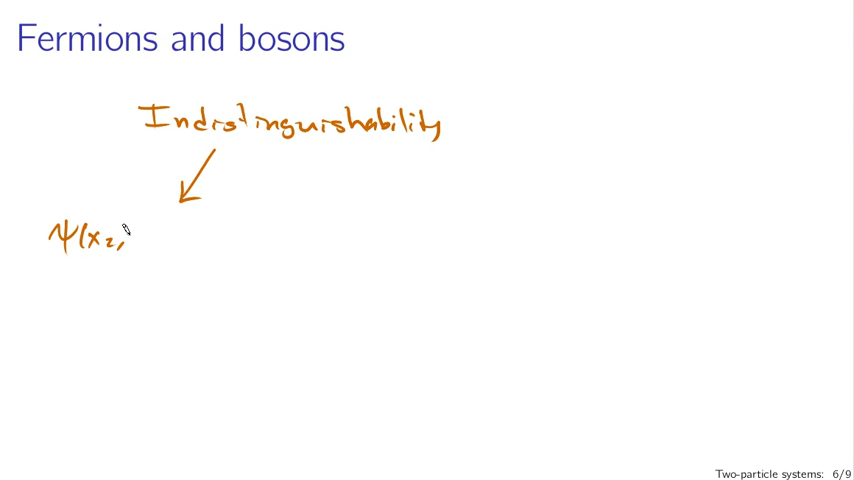 Fermions and bosons
Indistinguishability
ψ(x₂,
Two-particle systems: 6/9